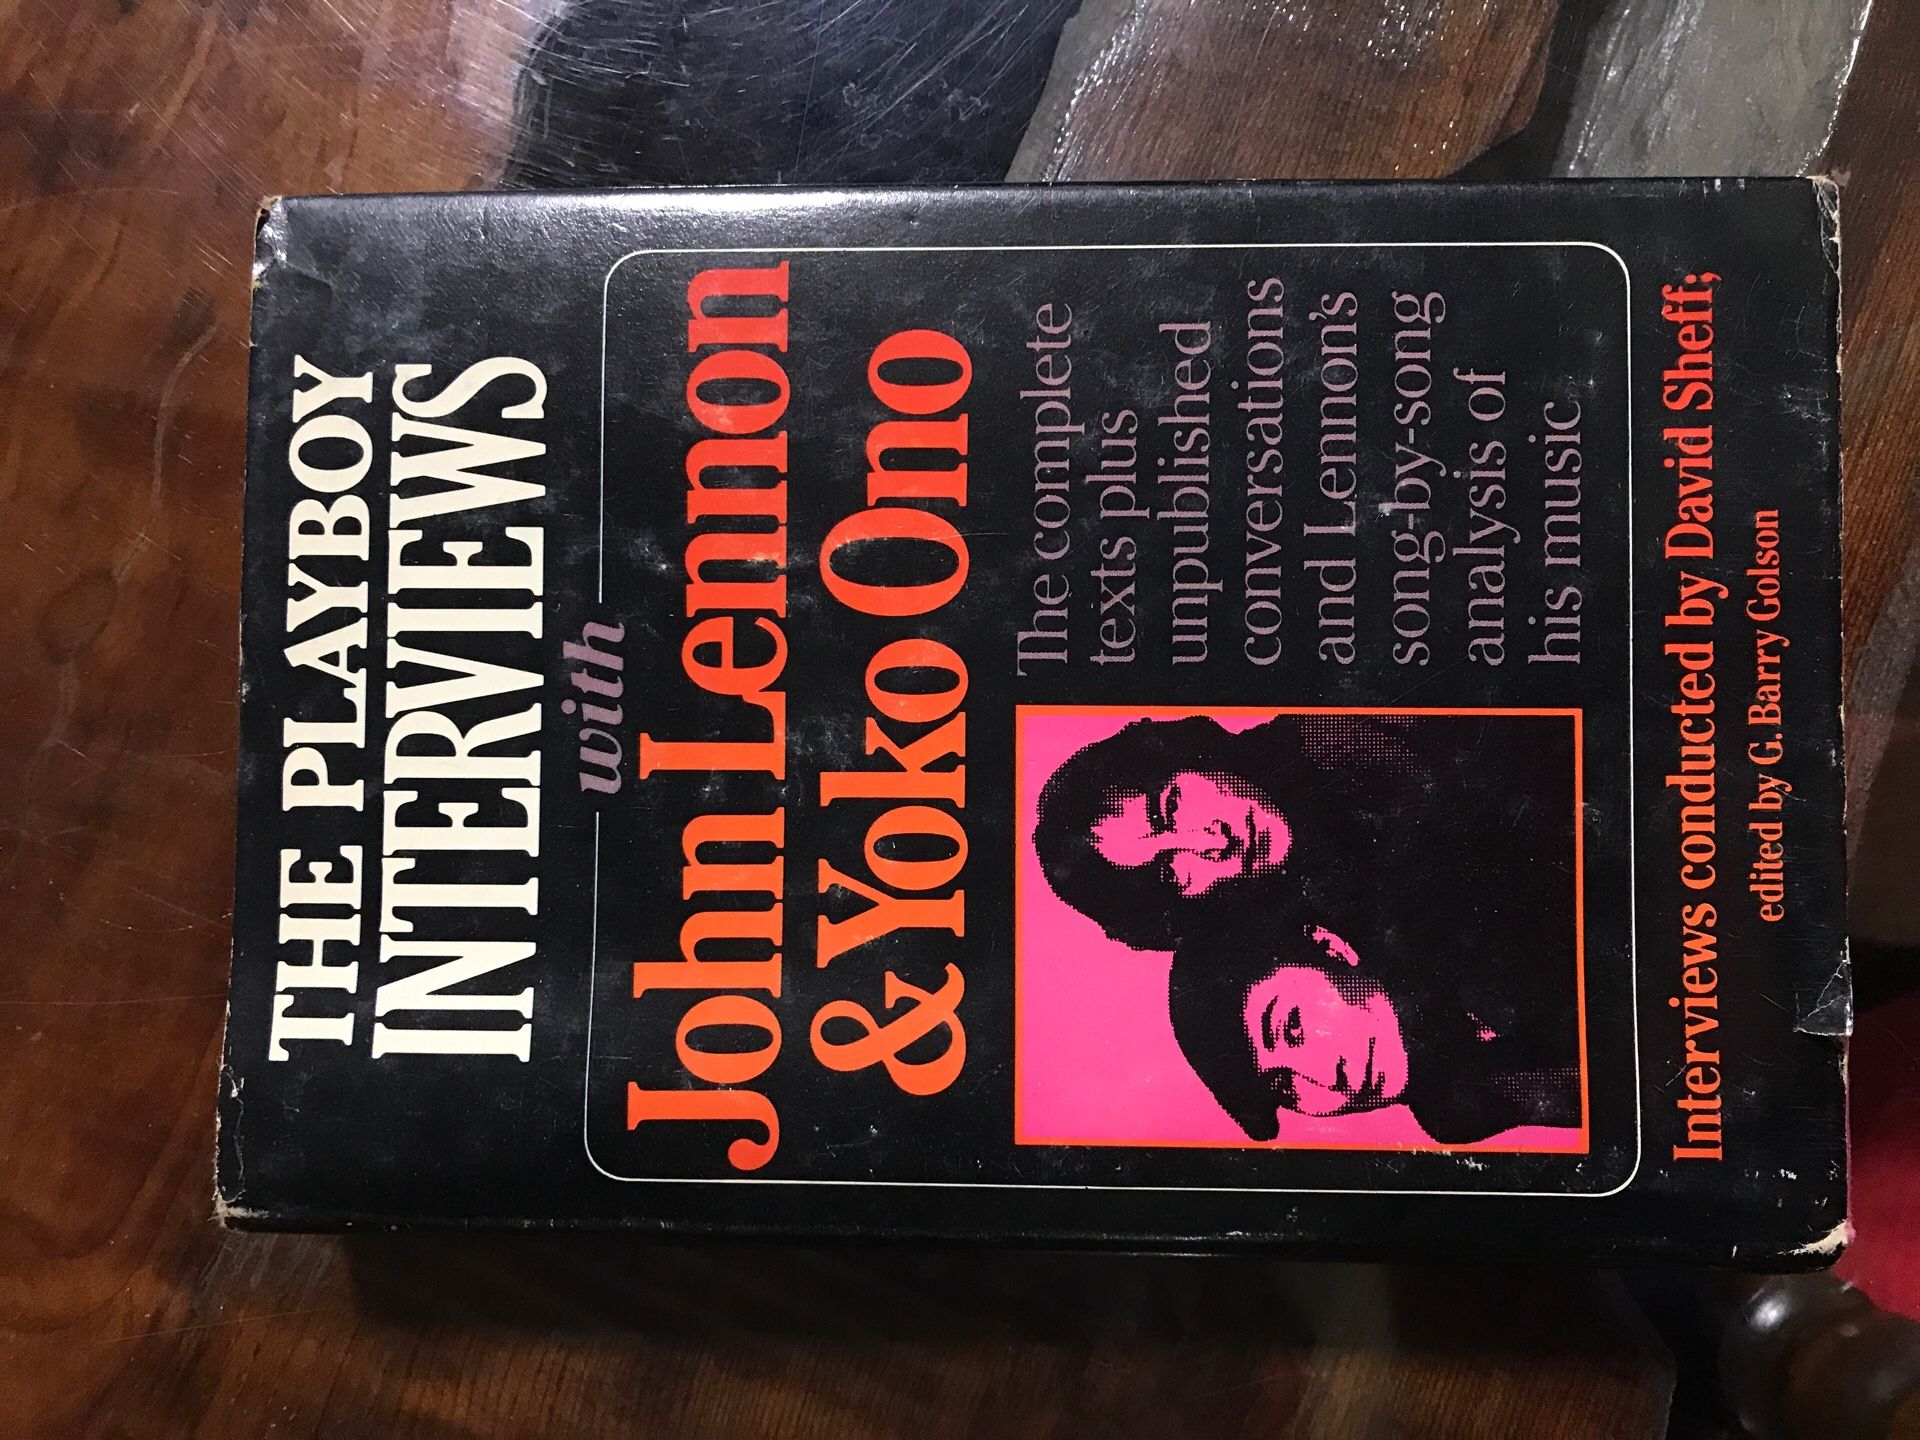 THE PLAYBOY
INTERVIEWS
with
John Lennon
& Yoko Ono
The complete
texts plus
unpublished
conversations
and Lennon's
song-by-song
analysis of
his music
Interviews conducted by David Sheff;
edited by G. Barry Golson